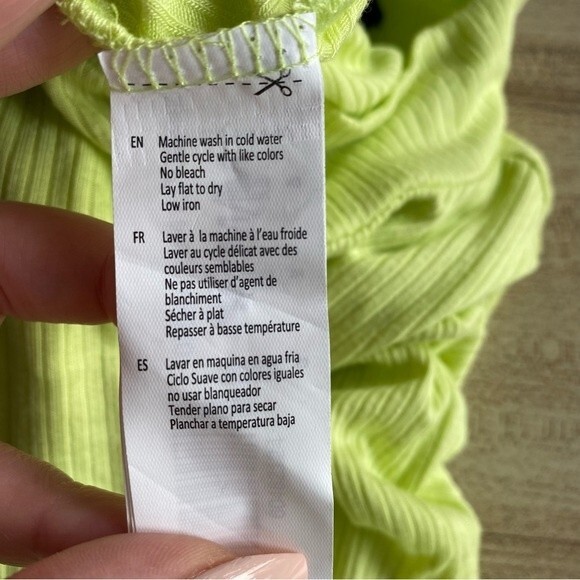 EN Machine wash in cold water
Gentle cycle with like colors
No bleach
Lay flat to dry
Low iron
FR Laver à la machine à l'eau froide
Laver au cycle délicat avec des
couleurs semblables
Ne pas utiliser d'agent de
blanchiment
Sécher à plat
Repasser à basse température
ES Lavar en maquina en agua fria
Ciclo Suave con colores iguales
no usar blanqueador
Tender plano para secar
Planchar a temperatura baja